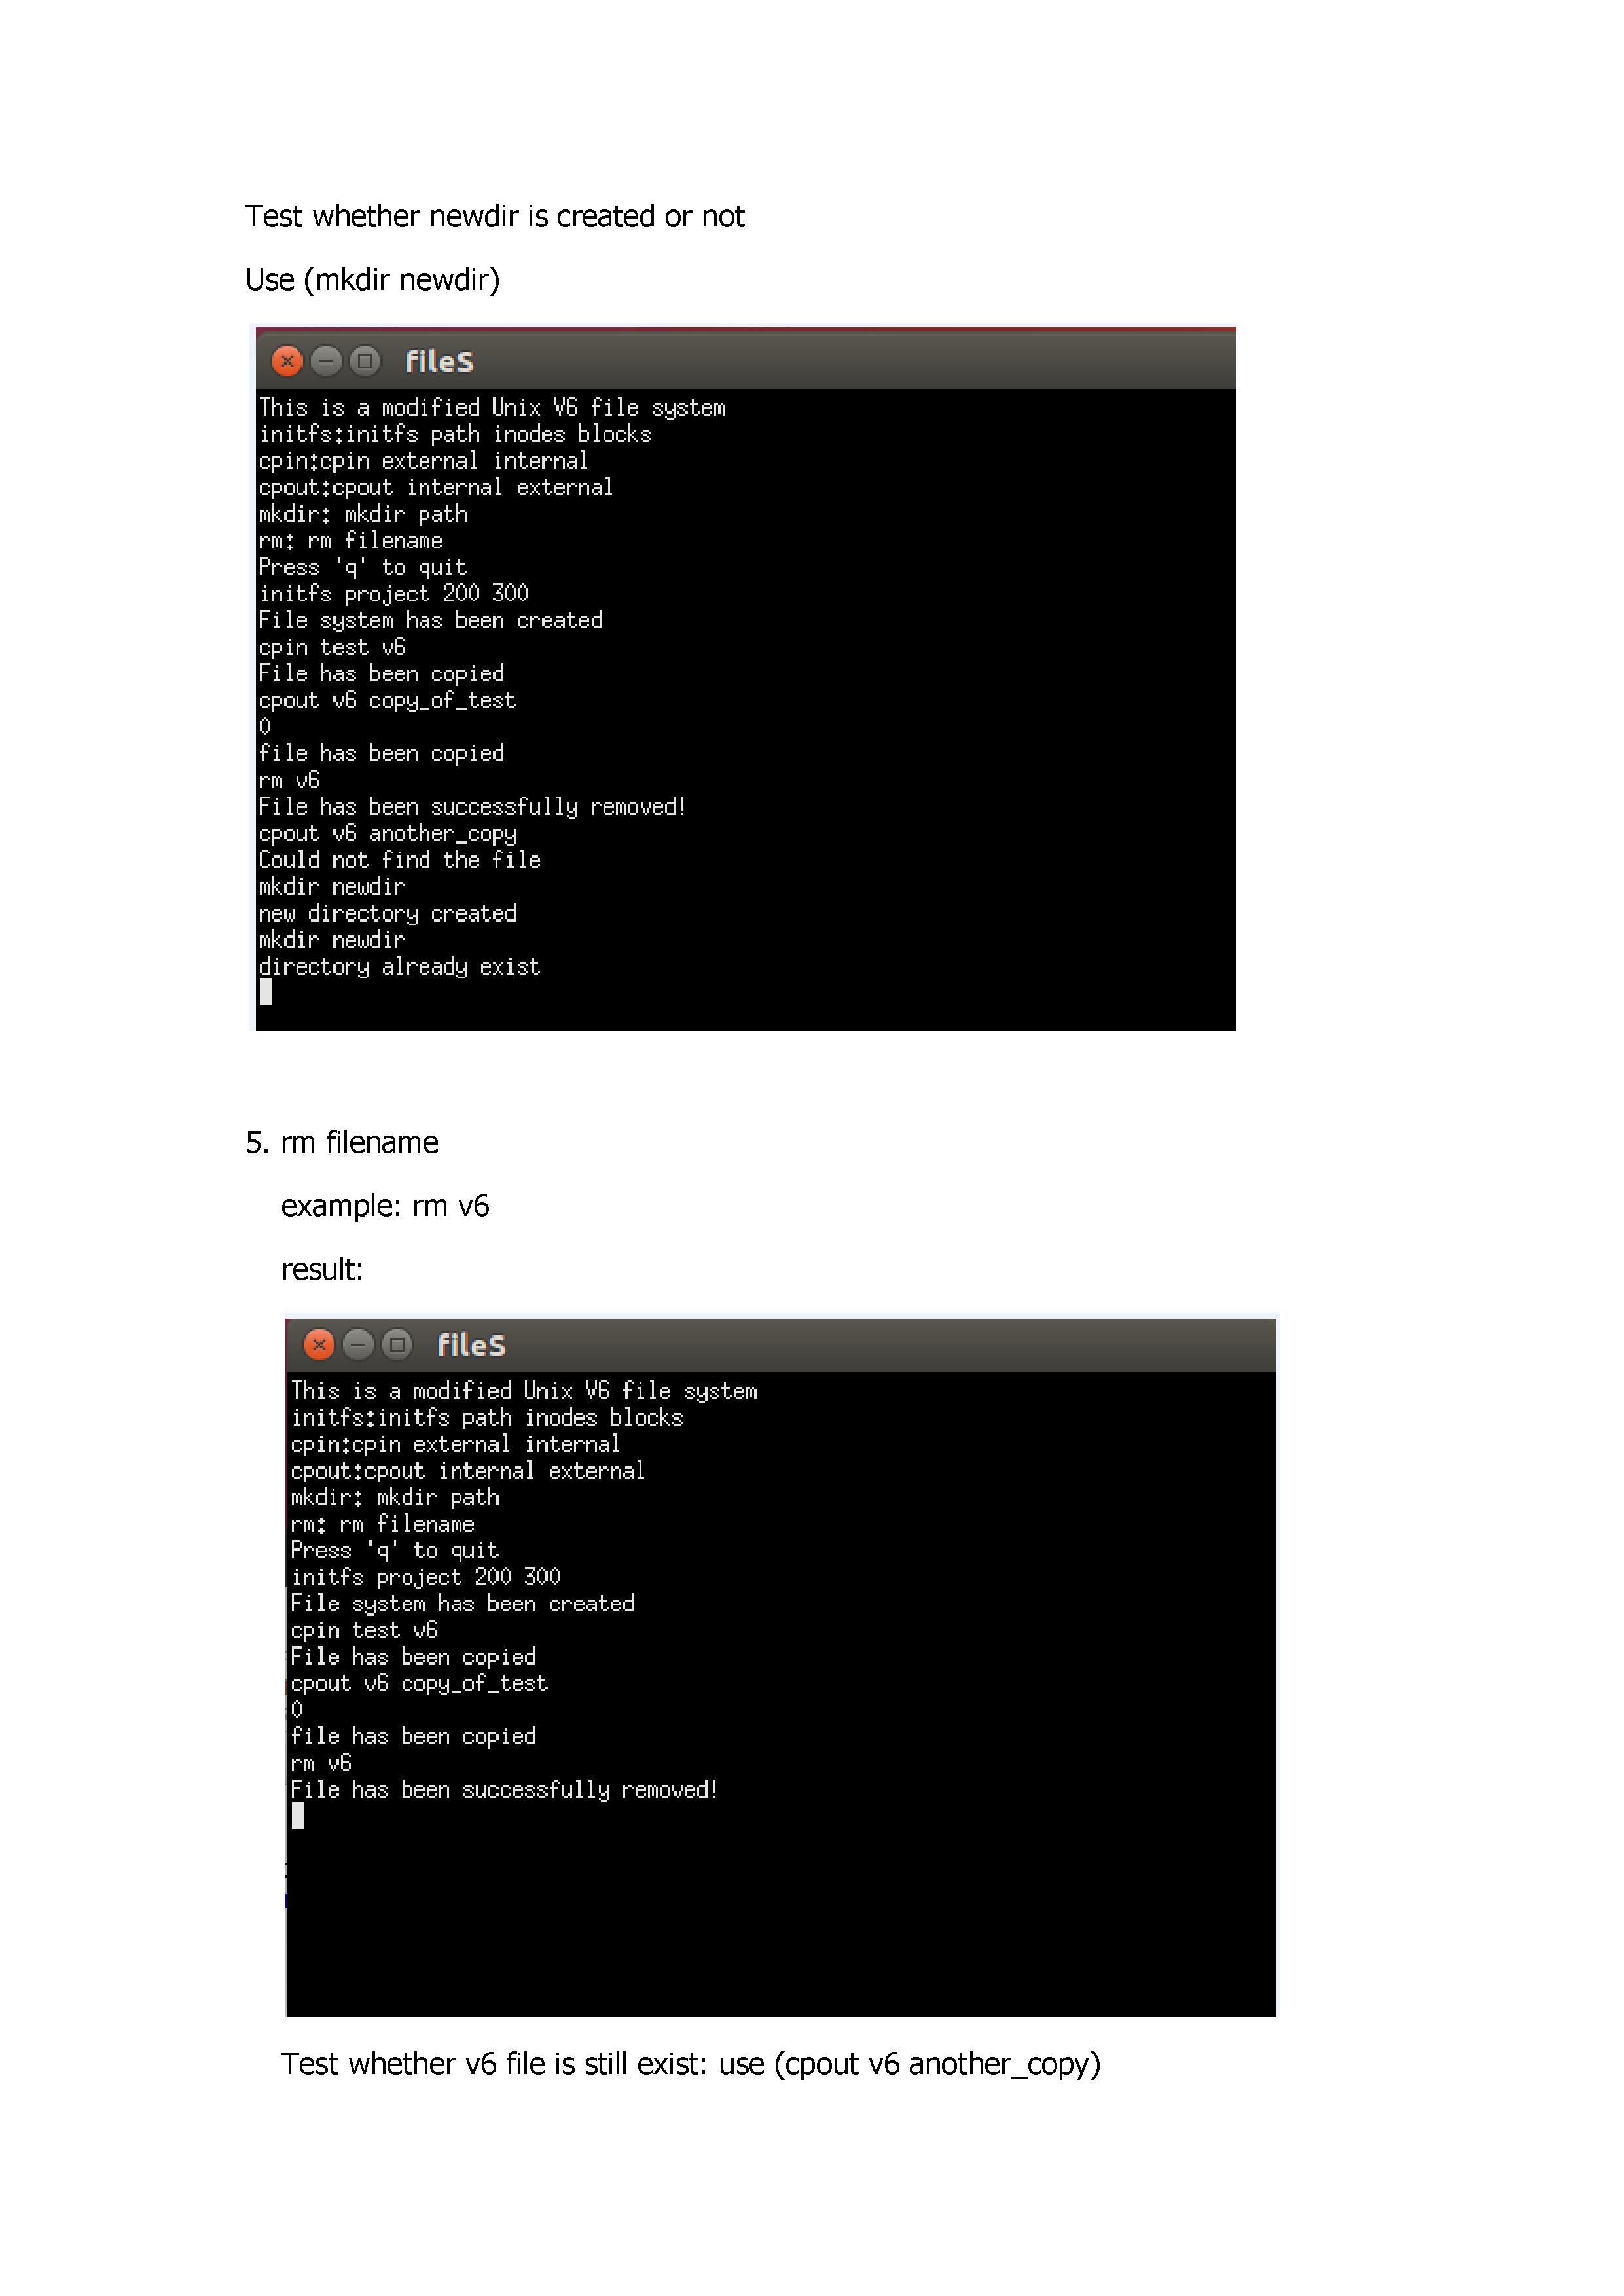 Test whether newdir is created or not
Use (mkdir newdir)
fileS
This is a modified Unix V6 file system
initfs:initfs path inodes blocks
cpin:cpin external internal
cpout:cpout internal external
mkdir: mkdir path
rm: rm filename
Press 'q' to quit
initfs project 200 300
File system has been created
cpin test v6
File has been copied
cpout v6 copy_of_test
0
file has been copied
rm v6
File has been successfully removed!
cpout v6 another_copy
Could not find the file
mkdir newdir
new directory created
mkdir newdir
directory already exist
5. rm filename
example: rm v6
result:
fileS
This is a modified Unix V6 file system
initfs:initfs path inodes blocks
cpin:cpin external internal
cpout:cpout internal external
mkdir: mkdir path
rm: rm filename
Press 'q' to quit
initfs project 200 300
File system has been created
cpin test v6
File has been copied
cpout v6 copy_of_test
0
file has been copied
rm v6
File has been successfully removed!
Test whether v6 file is still exist: use (cpout v6 another_copy)